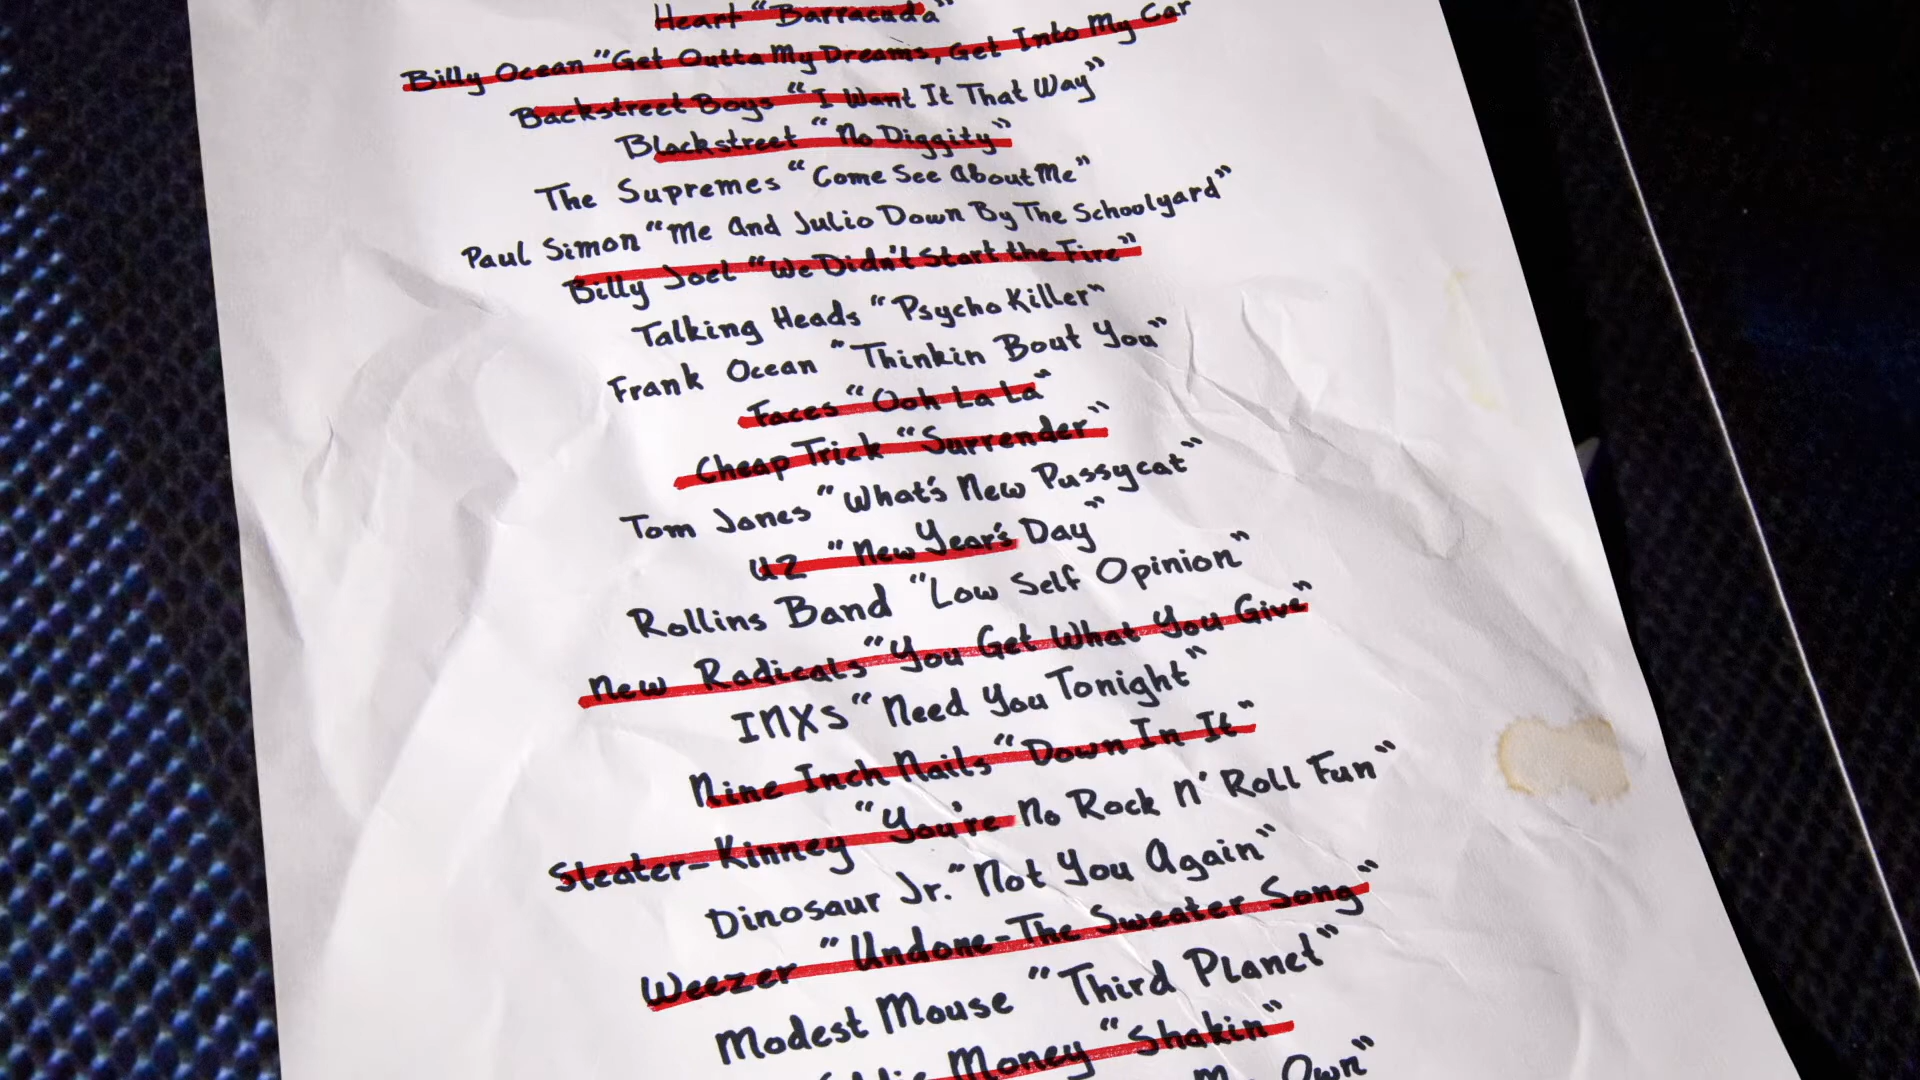 Heart "Barracuda"
Billy Ocean "Get Outta My Dreams, Get Into My Car
Backstreet Boys "I Want It That Way"
Blackstreet "No Diggity"
The Supremes "Come See About Me"
Paul Simon "Me And Julio Down By The Schoolyard"
Billy Joel "We Didn't Start the Fire"
Talking Heads "Psycho Killer"
Frank Ocean "Thinkin Bout You"
Faces "Ooh La La"
Cheap Trick "Surrender"
Tom Jones "What's New Pussycat"
U2 "New Year's Day"
Rollins Band "Low Self Opinion"
New Radicals "You Get What You Give"
INXS "Need You Tonight"
Nine Inch Nails "Down In It"
Sleater-Kinney "You're No Rock N' Roll Fun"
Dinosaur Jr. "Not You Again"
Weezer "Undone-The Sweater Song"
Modest Mouse "Third Planet"
Money "Shakin"
Own"